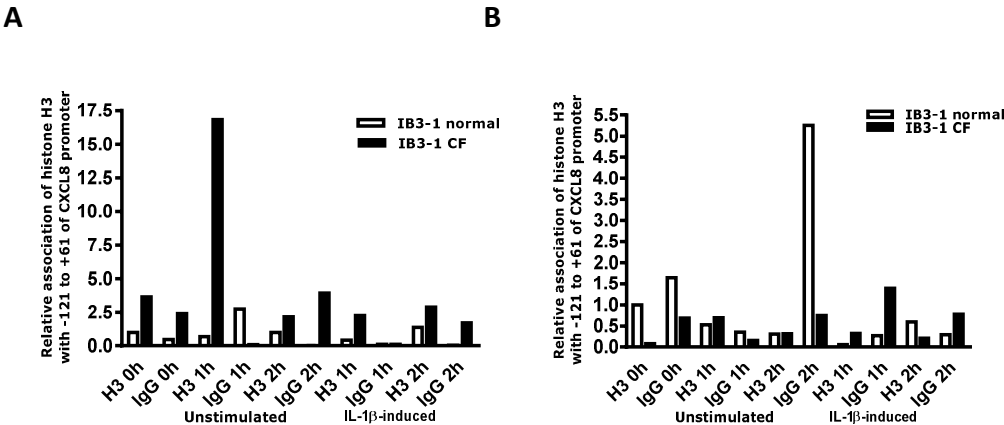 A
Relative association of histone H3
with -121 to +61 of CXCL8 promoter
17.5
15.0
12.5
10.0
7.5
5.0
2.5
0.0
IB3-1 normal
IB3-1 CF
H3 0h
IgG 0h
H3 1h
IgG 1h
H3 2h
IgG 2h
H3 1h
IgG 1h
H3 2h
IgG 2h
Unstimulated
IL-1β-induced
B
Relative association of histone H3
with -121 to +61 of CXCL8 promoter
5.5
5.0
4.5
4.0
3.5
3.0
2.5
2.0
1.5
1.0
0.5
0.0
IB3-1 normal
IB3-1 CF
H3 0h
IgG 0h
H3 1h
IgG 1h
H3 2h
IgG 2h
H3 1h
IgG 1h
H3 2h
IgG 2h
Unstimulated
IL-1β-induced